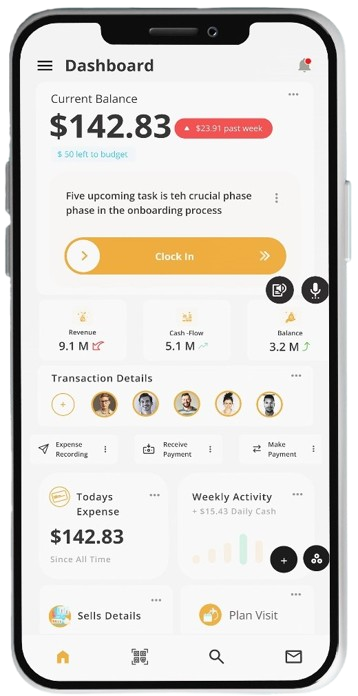 Dashboard
Current Balance
$142.83
▲ $23.91 past week
$ 50 left to budget
Five upcoming task is teh crucial phase
phase in the onboarding process
Clock In
Revenue
9.1 M
Cash-Flow
5.1 M
Balance
3.2 M
Transaction Details
Expense
Recording
Receive
Payment
Make
Payment
Todays
Expense
$142.83
Since All Time
Weekly Activity
+ $15.43 Daily Cash
Sells Details
Plan Visit